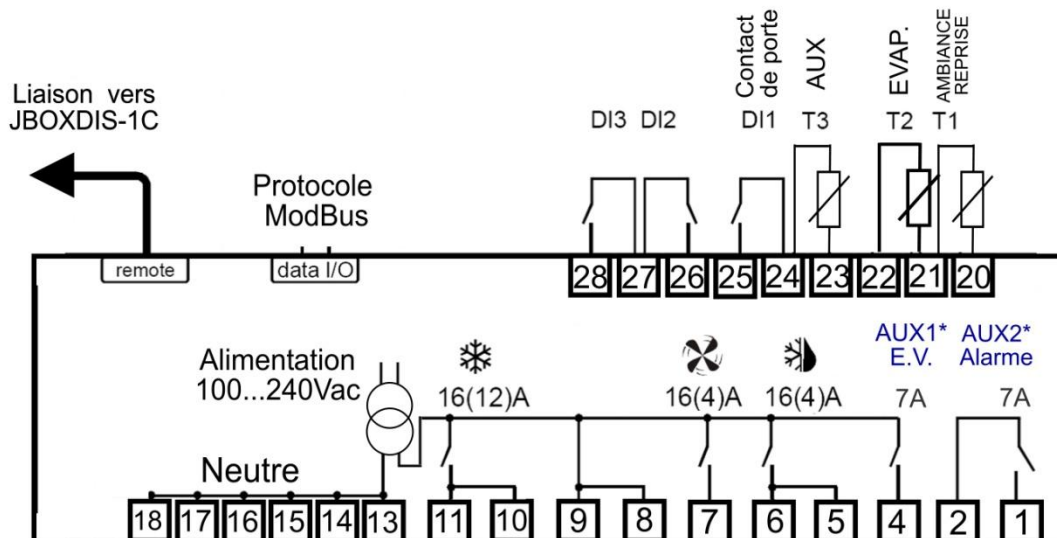 Liaison vers
JBOXDIS-1C
Protocole
ModBus
Contact
de porte
AUX
EVAP.
AMBIANCE
REPRISE
DI3 DI2 DI1 T3 T2 T1
remote
data I/O
28 27 26 25 24 23 22 21 20
Alimentation
100...240Vac
AUX1*
E.V.
AUX2*
Alarme
16(12)A 16(4)A 16(4)A 7A 7A
Neutre
18 17 16 15 14 13 11 10 9 8 7 6 5 4 2 1